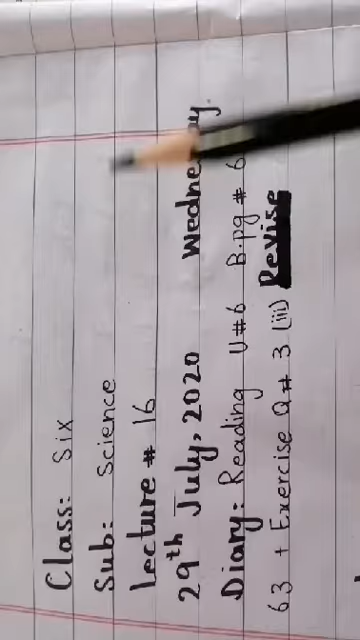 Class: Six
Sub: Science
Lecture # 16
29th July, 2020
Diary: Reading U#6 B.pg # 6
63 + Exercise Q# 3 (iii) Revise